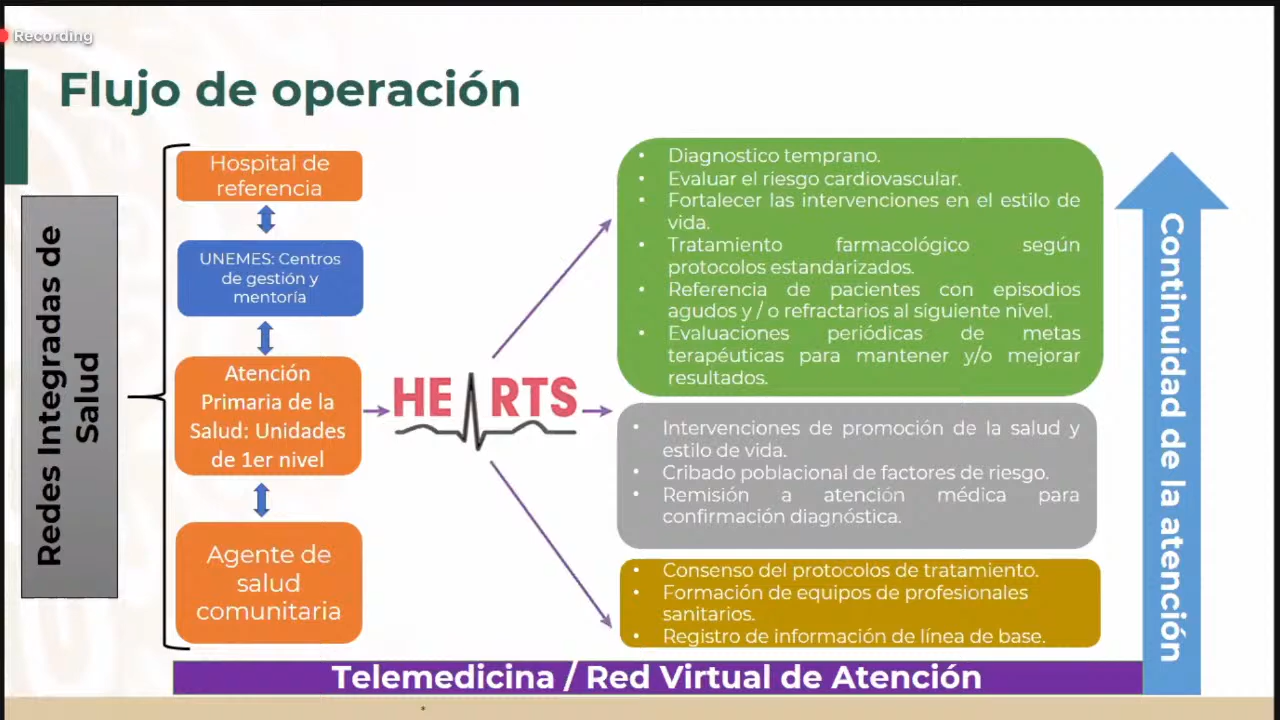 Recording
Flujo de operación
Redes Integradas de
Salud
Hospital de
referencia
UNEMES: Centros
de gestión y
mentoría
Atención
Primaria de la
Salud: Unidades
de 1er nivel
Agente de
salud
comunitaria
HE RTS
• Diagnostico temprano.
• Evaluar el riesgo cardiovascular.
• Fortalecer las intervenciones en el estilo de
vida.
• Tratamiento farmacológico según
protocolos estandarizados.
• Referencia de pacientes con episodios
agudos y / o refractarios al siguiente nivel.
• Evaluaciones periódicas de metas
terapéuticas para mantener y/o mejorar
resultados.
• Intervenciones de promoción de la salud y
estilo de vida.
• Cribado poblacional de factores de riesgo.
• Remisión a atención médica para
confirmación diagnóstica.
• Consenso del protocolos de tratamiento.
• Formación de equipos de profesionales
sanitarios.
• Registro de información de línea de base.
Continuidad de la atención
Telemedicina / Red Virtual de Atención